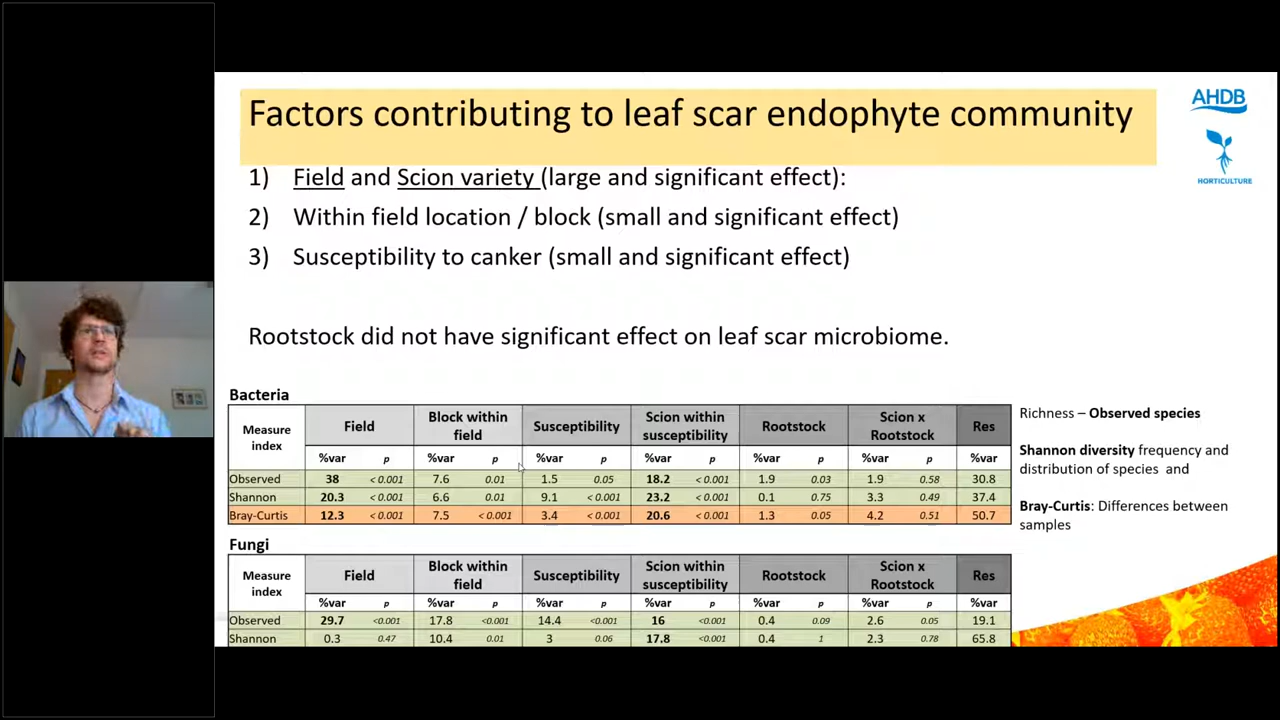 Factors contributing to leaf scar endophyte community
AHDB
HORTICULTURE
1) Field and Scion variety (large and significant effect):
2) Within field location / block (small and significant effect)
3) Susceptibility to canker (small and significant effect)
Rootstock did not have significant effect on leaf scar microbiome.
Bacteria
Measure index Field Block within field Susceptibility Scion within susceptibility Rootstock Scion x Rootstock Res
%var p %var p %var p %var p %var p %var p %var
Observed 38 < 0.001 7.6 0.01 1.5 0.05 18.2 < 0.001 1.9 0.03 1.9 0.58 30.8
Shannon 20.3 < 0.001 6.6 0.01 9.1 < 0.001 23.2 < 0.001 0.1 0.75 3.3 0.49 37.4
Bray-Curtis 12.3 < 0.001 7.5 < 0.001 3.4 < 0.001 20.6 < 0.001 1.3 0.05 4.2 0.51 50.7
Richness – Observed species
Shannon diversity frequency and
distribution of species and
Bray-Curtis: Differences between
samples
Fungi
Measure index Field Block within field Susceptibility Scion within susceptibility Rootstock Scion x Rootstock Res
%var p %var p %var p %var p %var p %var p %var
Observed 29.7 <0.001 17.8 <0.001 14.4 <0.001 16 <0.001 0.4 0.09 2.6 0.05 19.1
Shannon 0.3 0.47 10.4 0.01 3 0.06 17.8 <0.001 0.4 1 2.3 0.78 65.8